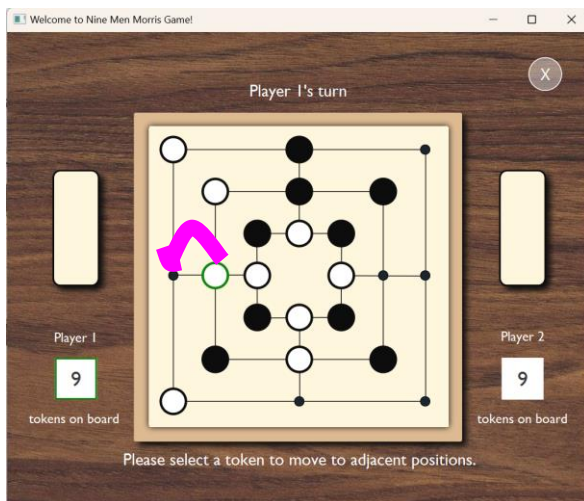 Welcome to Nine Men Morris Game!
X
Player 1's turn
Player 1
9
tokens on board
Player 2
9
tokens on board
Please select a token to move to adjacent positions.